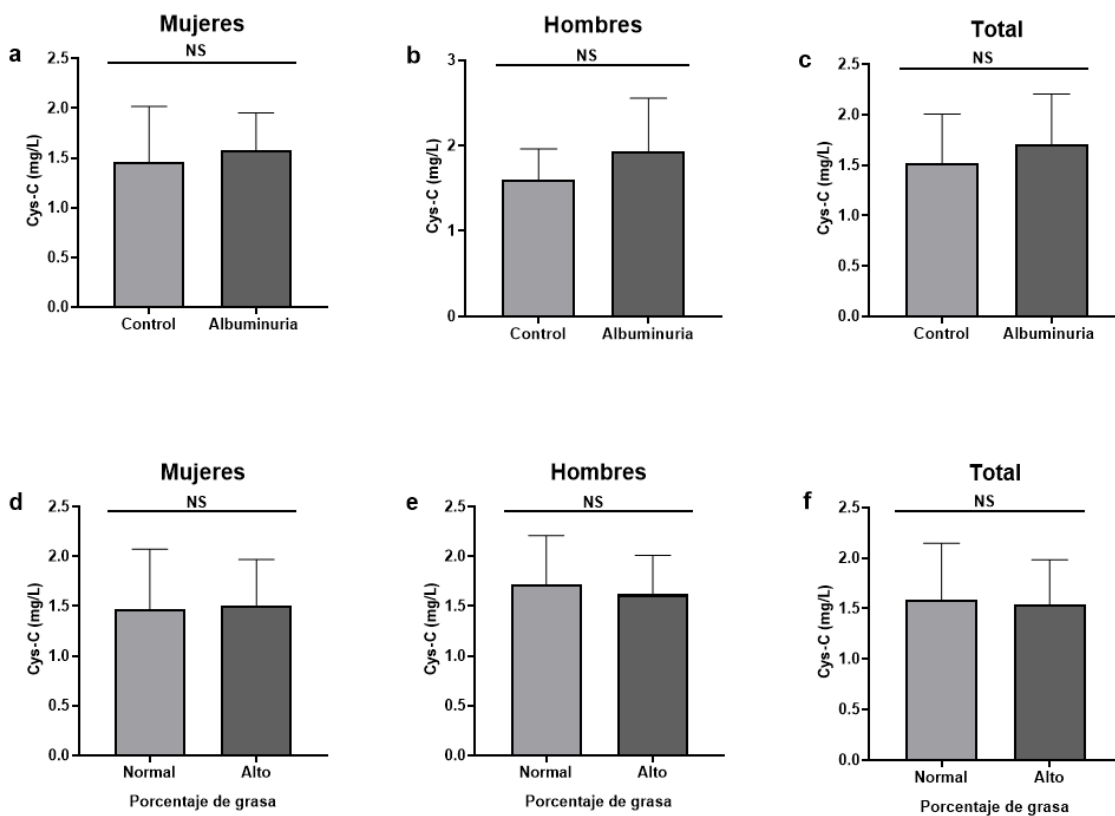 Mujeres
a
NS
Cys-C (mg/L)
2.5
2.0
1.5
1.0
0.5
0.0
Control
Albuminuria
Hombres
b
NS
Cys-C (mg/L)
3
2
1
0
Control
Albuminuria
Total
c
NS
Cys-C (mg/L)
2.5
2.0
1.5
1.0
0.5
0.0
Control
Albuminuria
Mujeres
d
NS
Cys-C (mg/L)
2.5
2.0
1.5
1.0
0.5
0.0
Normal
Alto
Porcentaje de grasa
Hombres
e
NS
Cys-C (mg/L)
2.5
2.0
1.5
1.0
0.5
0.0
Normal
Alto
Porcentaje de grasa
Total
f
NS
Cys-C (mg/L)
2.5
2.0
1.5
1.0
0.5
0.0
Normal
Alto
Porcentaje de grasa